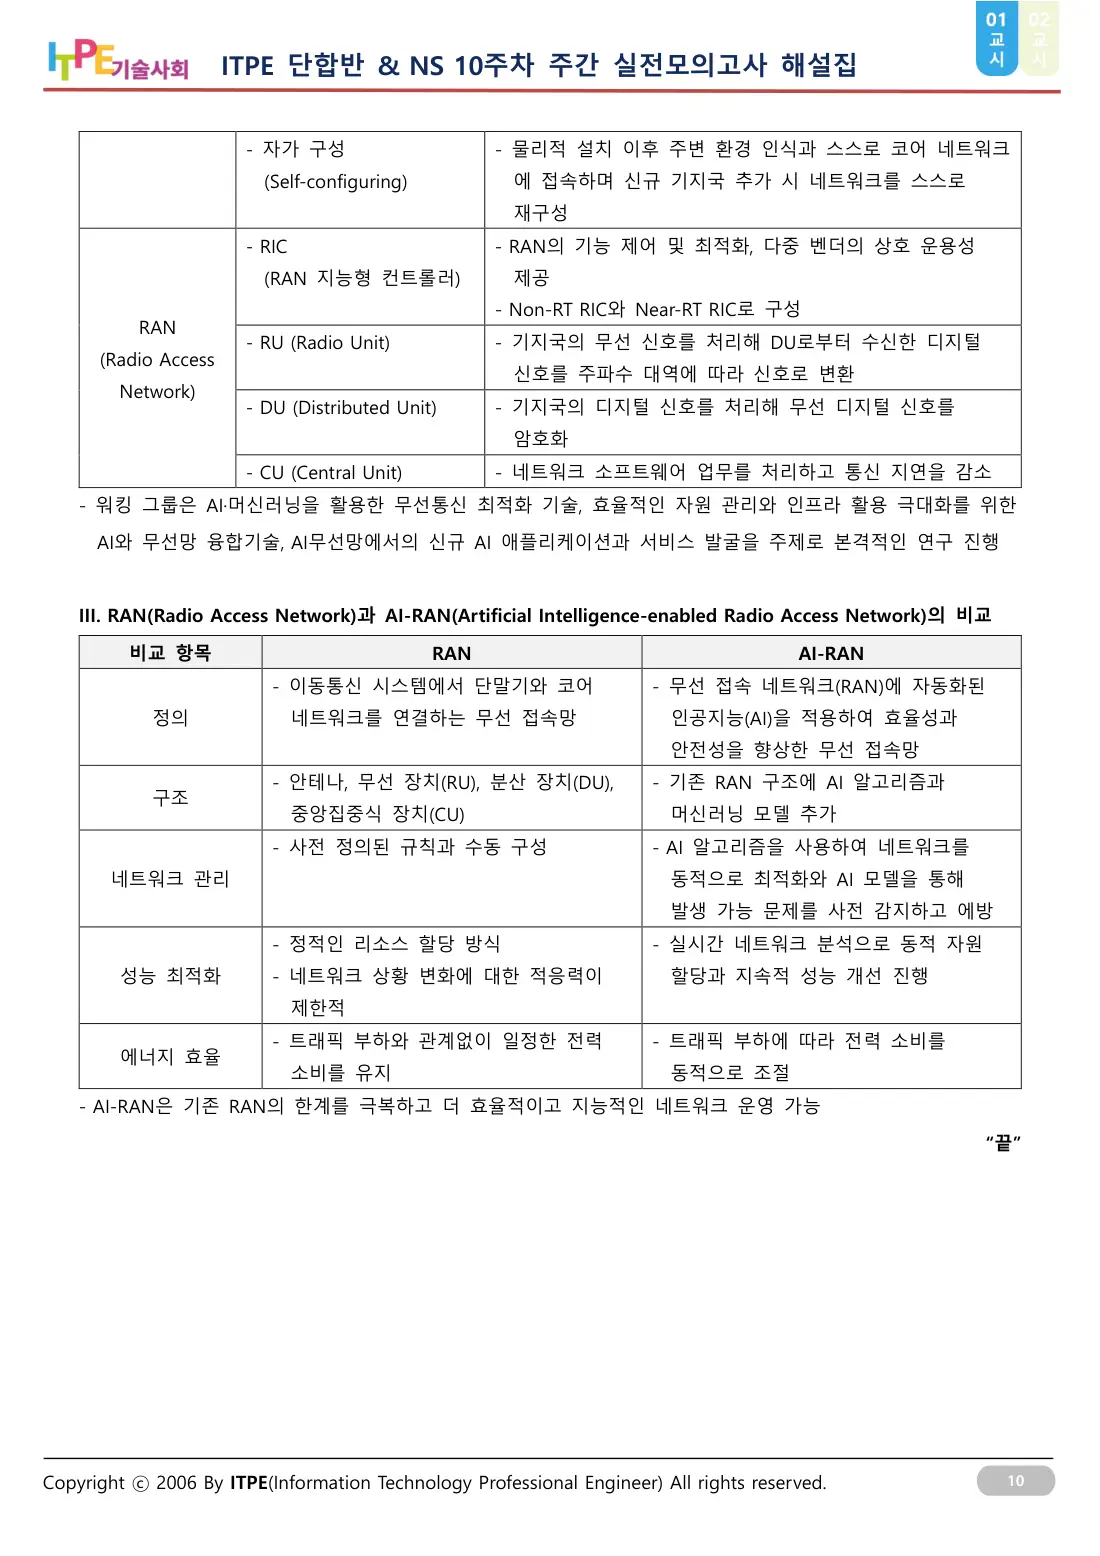 ITPE기술사회
ITPE 단합반 & NS 10주차 주간 실전모의고사 해설집
01
교
시
02
교
시
- 자가 구성
(Self-configuring)
- 물리적 설치 이후 주변 환경 인식과 스스로 코어 네트워크
에 접속하며 신규 기지국 추가 시 네트워크를 스스로
재구성
RAN
(Radio Access
Network)
- RIC
(RAN 지능형 컨트롤러)
- RAN의 기능 제어 및 최적화, 다중 벤더의 상호 운용성
제공
- Non-RT RIC와 Near-RT RIC로 구성
- RU (Radio Unit)
- 기지국의 무선 신호를 처리해 DU로부터 수신한 디지털
신호를 주파수 대역에 따라 신호로 변환
- DU (Distributed Unit)
- 기지국의 디지털 신호를 처리해 무선 디지털 신호를
암호화
- CU (Central Unit)
- 네트워크 소프트웨어 업무를 처리하고 통신 지연을 감소
- 워킹 그룹은 AI·머신러닝을 활용한 무선통신 최적화 기술, 효율적인 자원 관리와 인프라 활용 극대화를 위한
AI와 무선망 융합기술, AI무선망에서의 신규 AI 애플리케이션과 서비스 발굴을 주제로 본격적인 연구 진행
III. RAN(Radio Access Network)과 AI-RAN(Artificial Intelligence-enabled Radio Access Network)의 비교
비교 항목
RAN
AI-RAN
정의
- 이동통신 시스템에서 단말기와 코어
네트워크를 연결하는 무선 접속망
- 무선 접속 네트워크(RAN)에 자동화된
인공지능(AI)을 적용하여 효율성과
안전성을 향상한 무선 접속망
구조
- 안테나, 무선 장치(RU), 분산 장치(DU),
중앙집중식 장치(CU)
- 기존 RAN 구조에 AI 알고리즘과
머신러닝 모델 추가
네트워크 관리
- 사전 정의된 규칙과 수동 구성
- AI 알고리즘을 사용하여 네트워크를
동적으로 최적화와 AI 모델을 통해
발생 가능 문제를 사전 감지하고 에방
성능 최적화
- 정적인 리소스 할당 방식
- 네트워크 상황 변화에 대한 적응력이
제한적
- 실시간 네트워크 분석으로 동적 자원
할당과 지속적 성능 개선 진행
에너지 효율
- 트래픽 부하와 관계없이 일정한 전력
소비를 유지
- 트래픽 부하에 따라 전력 소비를
동적으로 조절
- AI-RAN은 기존 RAN의 한계를 극복하고 더 효율적이고 지능적인 네트워크 운영 가능
“끝”
Copyright ⓒ 2006 By ITPE(Information Technology Professional Engineer) All rights reserved.
10